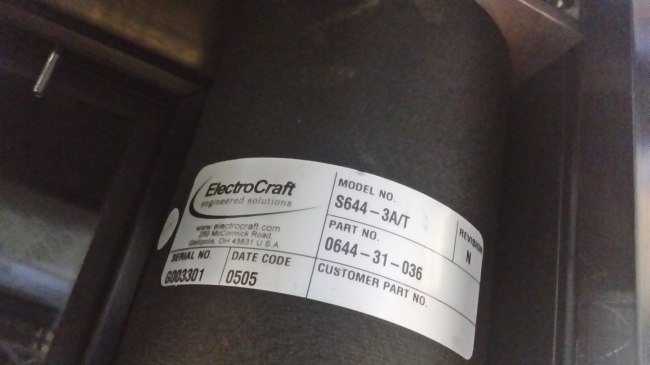 ElectroCraft
engineered solutions
www.electrocraft.com
250 McCormick Road
Gallipolis, OH 45631 U.S.A
MODEL NO.
S644-3A/T
PART NO.
0644-31-036
REVISION
N
SERIAL NO.
G003301
DATE CODE
0505
CUSTOMER PART NO.